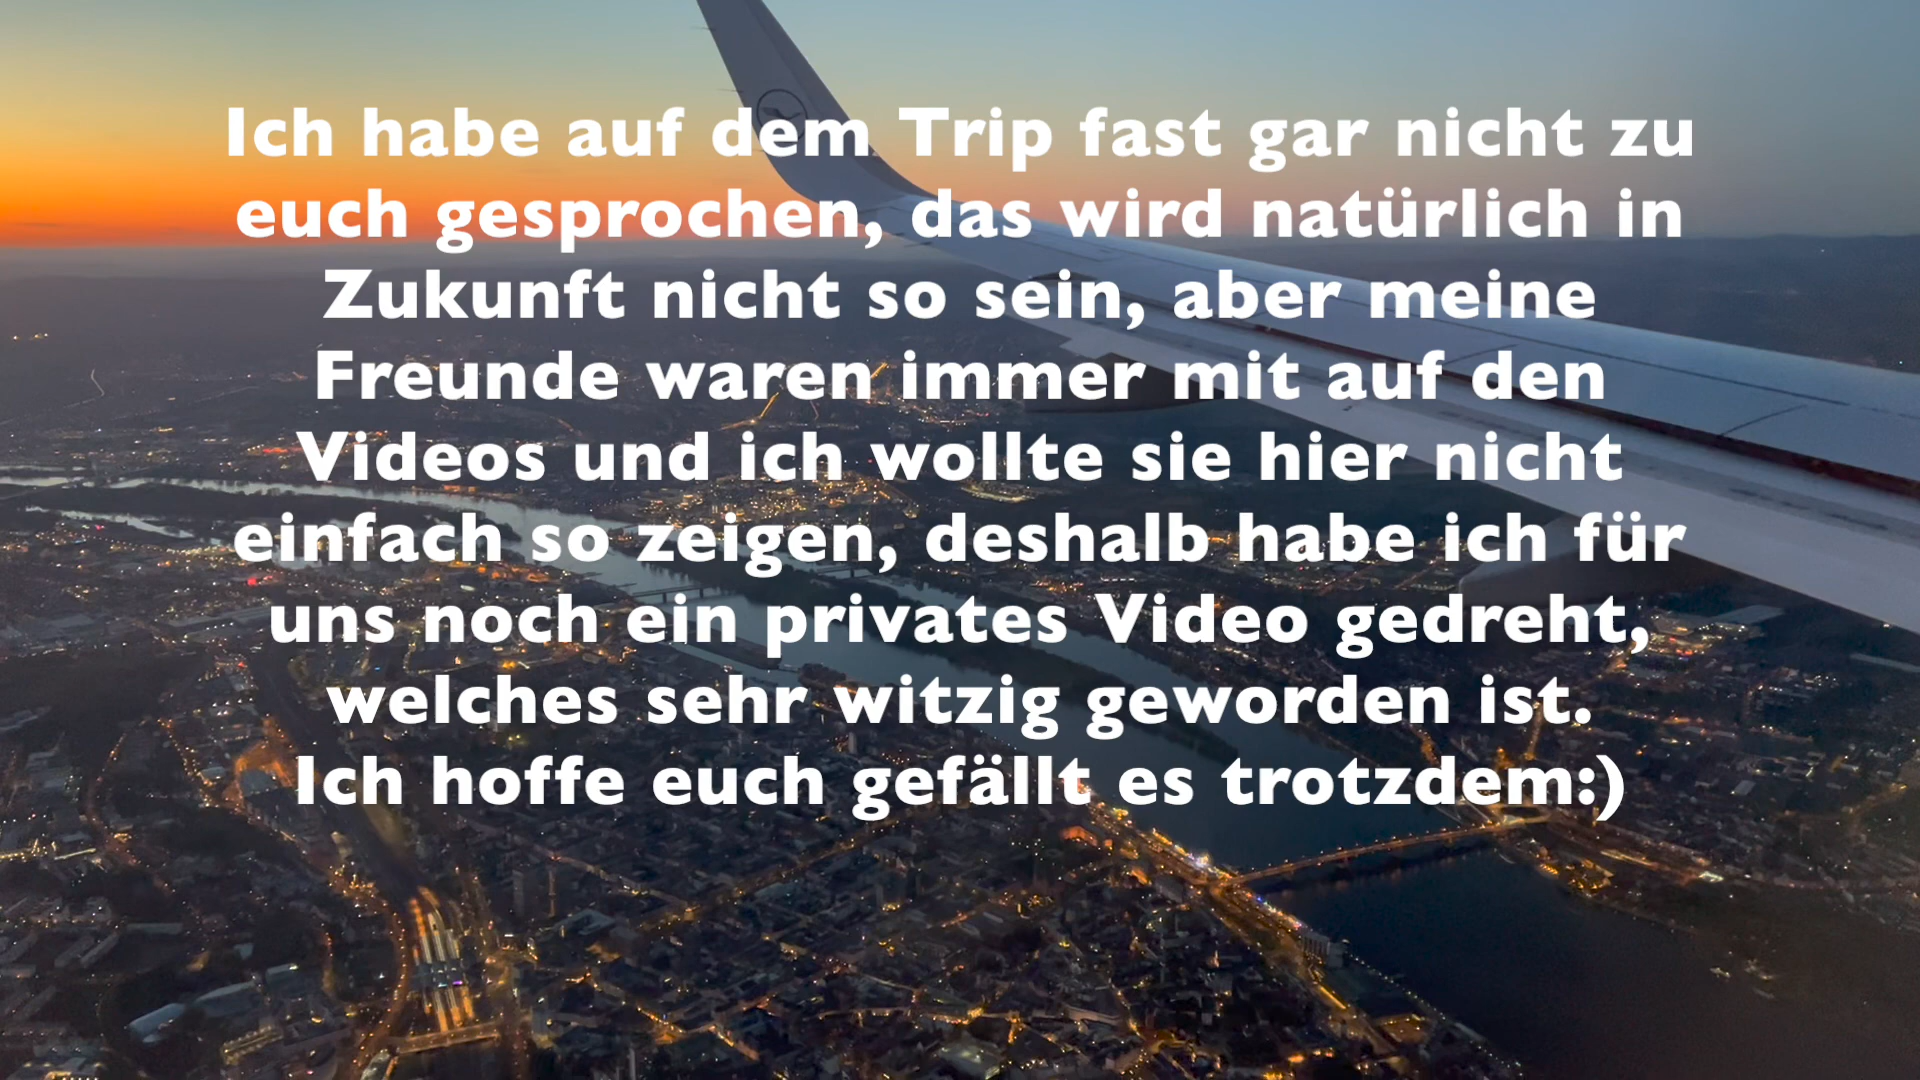 Ich habe auf dem Trip fast gar nicht zu
euch gesprochen, das wird natürlich in
Zukunft nicht so sein, aber meine
Freunde waren immer mit auf den
Videos und ich wollte sie hier nicht
einfach so zeigen, deshalb habe ich für
uns noch ein privates Video gedreht,
welches sehr witzig geworden ist.
Ich hoffe euch gefällt es trotzdem:)